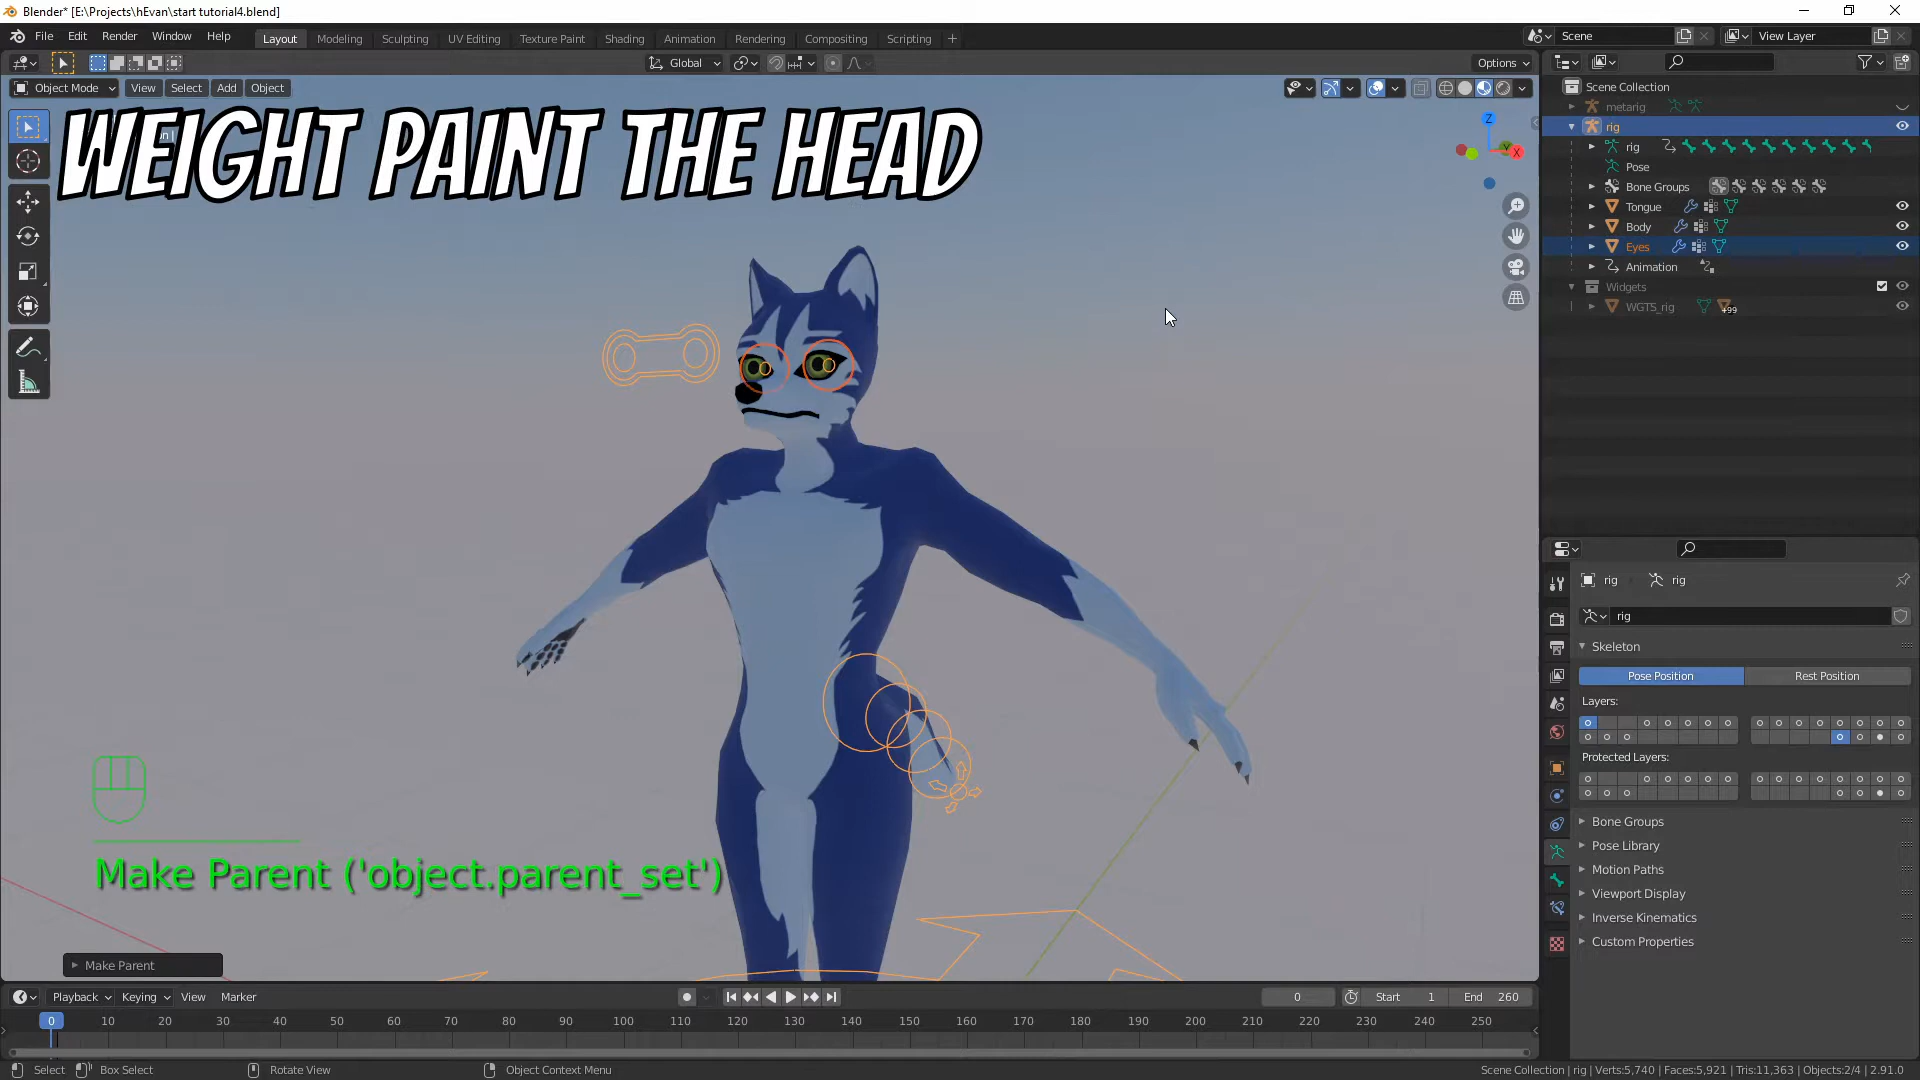 Blender* [E:\Projects\hEvan\start tutorial4.blend]
File Edit Render Window Help
Layout Modeling Sculpting UV Editing Texture Paint Shading Animation Rendering Compositing Scripting +
Scene
View Layer
Global
Options
Object Mode View Select Add Object
WEIGHT PAINT THE HEAD
Z
Y
X
Scene Collection
metarig
rig
rig
Pose
Bone Groups
Tongue
Body
Eyes
Animation
Widgets
WGTS_rig
+99
rig rig
rig
Skeleton
Pose Position Rest Position
Layers:
Protected Layers:
Bone Groups
Pose Library
Motion Paths
Viewport Display
Inverse Kinematics
Custom Properties
Make Parent ('object.parent_set')
Make Parent
Playback Keying View Marker
0 Start 1 End 260
0 10 20 30 40 50 60 70 80 90 100 110 120 130 140 150 160 170 180 190 200 210 220 230 240 250
Select Box Select Rotate View Object Context Menu
Scene Collection | rig | Verts:5,740 | Faces:5,921 | Tris:11,363 | Objects:2/4 | 2.91.0